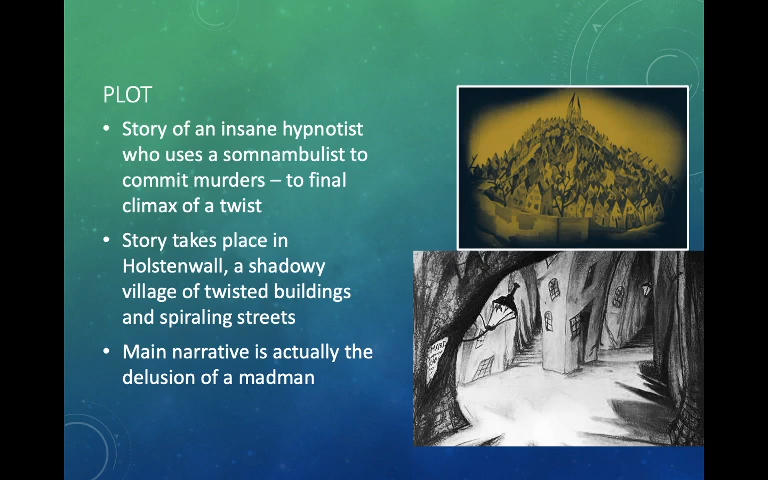 PLOT
• Story of an insane hypnotist
who uses a somnambulist to
commit murders – to final
climax of a twist
• Story takes place in
Holstenwall, a shadowy
village of twisted buildings
and spiraling streets
• Main narrative is actually the
delusion of a madman